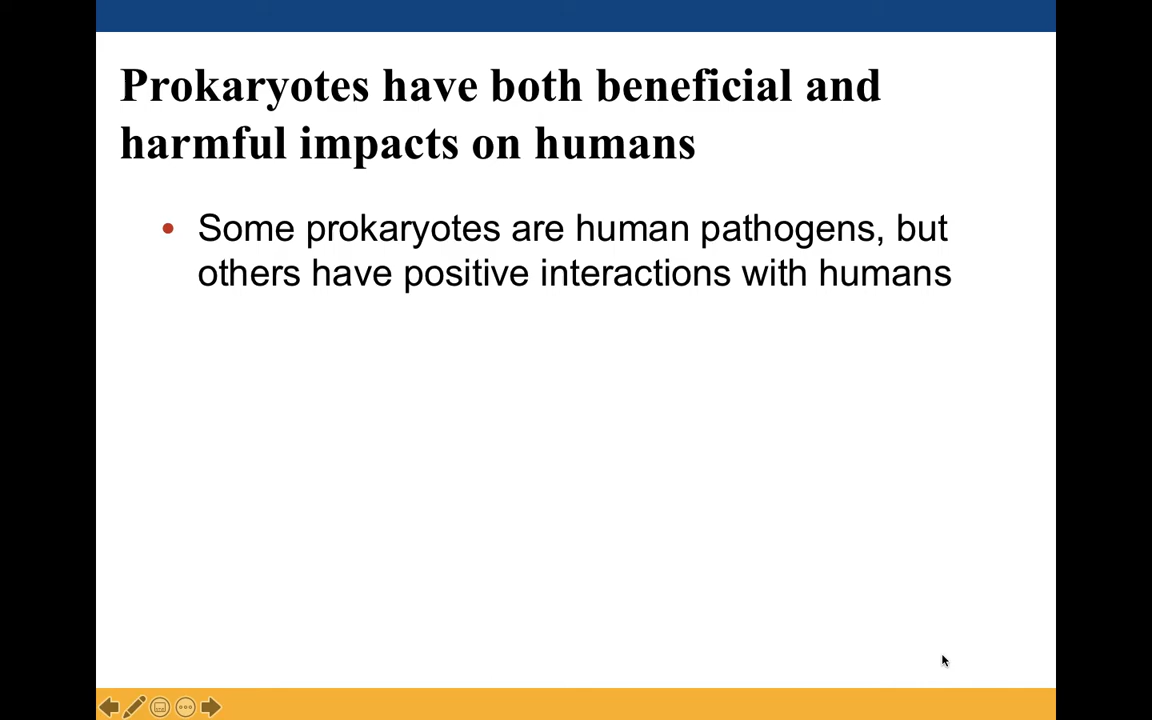 Prokaryotes have both beneficial and
harmful impacts on humans
• Some prokaryotes are human pathogens, but
others have positive interactions with humans